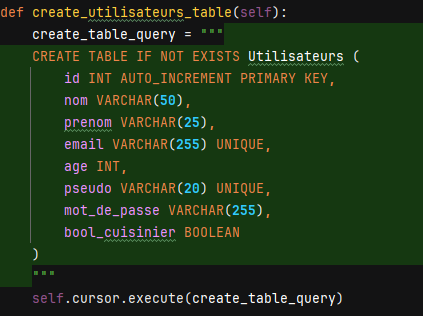 def create_utilisateurs_table(self):
    create_table_query = """
    CREATE TABLE IF NOT EXISTS Utilisateurs (
        id INT AUTO_INCREMENT PRIMARY KEY,
        nom VARCHAR(50),
        prenom VARCHAR(25),
        email VARCHAR(255) UNIQUE,
        age INT,
        pseudo VARCHAR(20) UNIQUE,
        mot_de_passe VARCHAR(255),
        bool_cuisinier BOOLEAN
    )
    """
    self.cursor.execute(create_table_query)